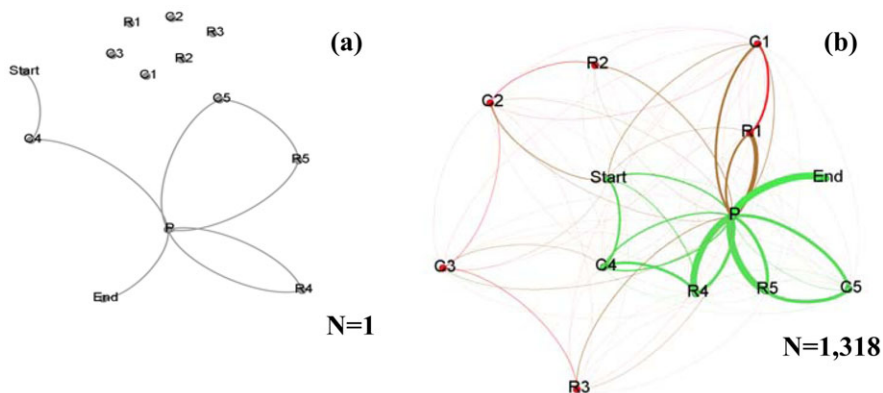 (a)
R1
C2
R3
C3
R2
C1
Start
C5
C4
R5
P
End
R4
N=1
(b)
C1
R2
C2
R1
Start
End
P
C3
C4
R4
R5
C5
R3
N=1,318